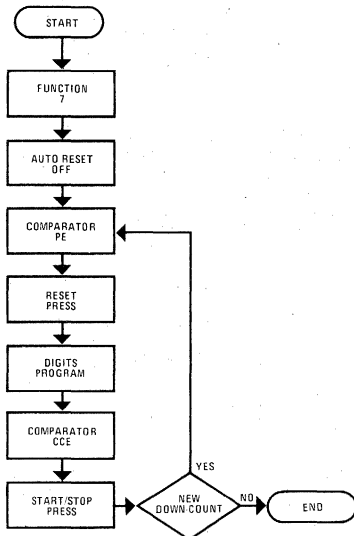 START
FUNCTION
7
AUTO RESET
OFF
COMPARATOR
PE
RESET
PRESS
DIGITS
PROGRAM
COMPARATOR
CCE
START/STOP
PRESS
YES
NEW
DOWN-COUNT
NO
END